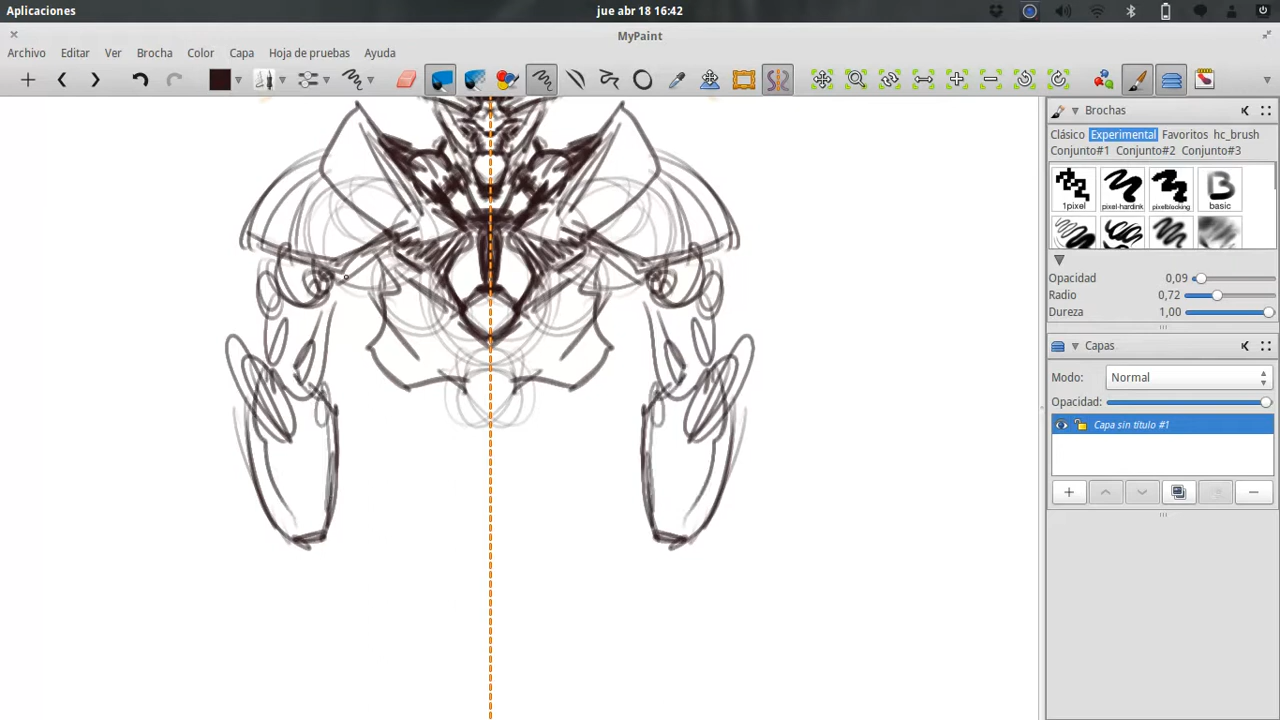 Aplicaciones jue abr 18 16:42
MyPaint
Archivo Editar Ver Brocha Color Capa Hoja de pruebas Ayuda
Brochas
Clásico Experimental Favoritos hc_brush
Conjunto#1 Conjunto#2 Conjunto#3
1pixel pixel-hardink pixelblocking basic
Opacidad 0,09
Radio 0,72
Dureza 1,00
Capas
Modo: Normal
Opacidad:
Capa sin título #1